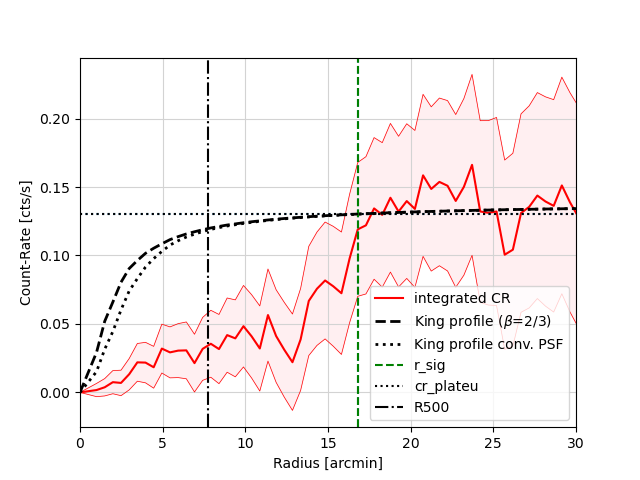 0.20
0.15
0.10
0.05
0.00
Count-Rate [cts/s]
integrated CR
King profile (β=2/3)
King profile conv. PSF
r_sig
cr_plateu
R500
0 5 10 15 20 25 30
Radius [arcmin]